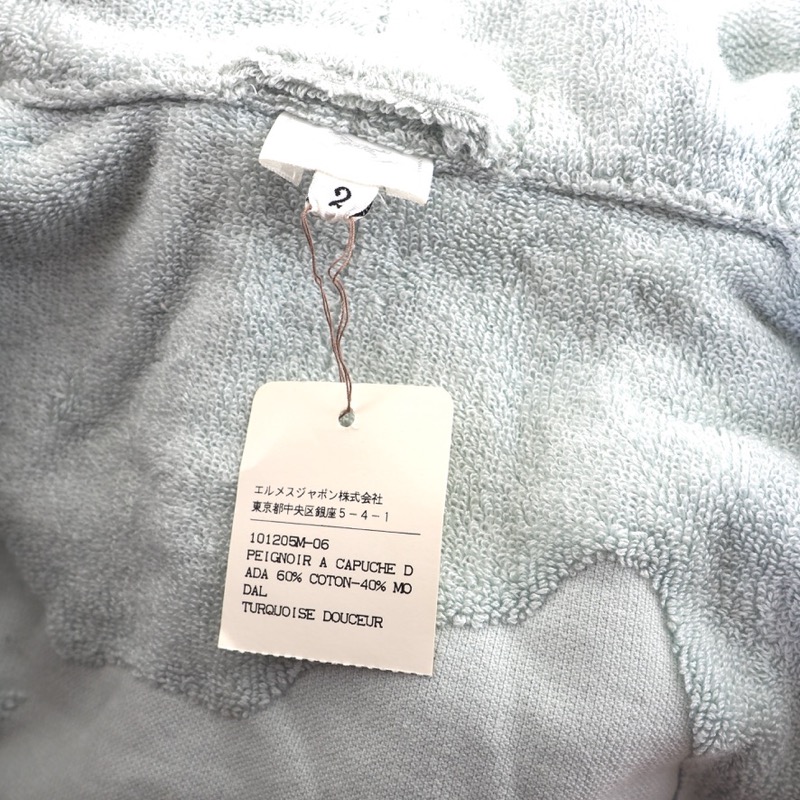 2
エルメスジャポン株式会社
東京都中央区銀座5-4-1
101205M-06
PEIGNOIR A CAPUCHE D
ADA 60% COTON-40% MO
DAL
TURQUOISE DOUCEUR